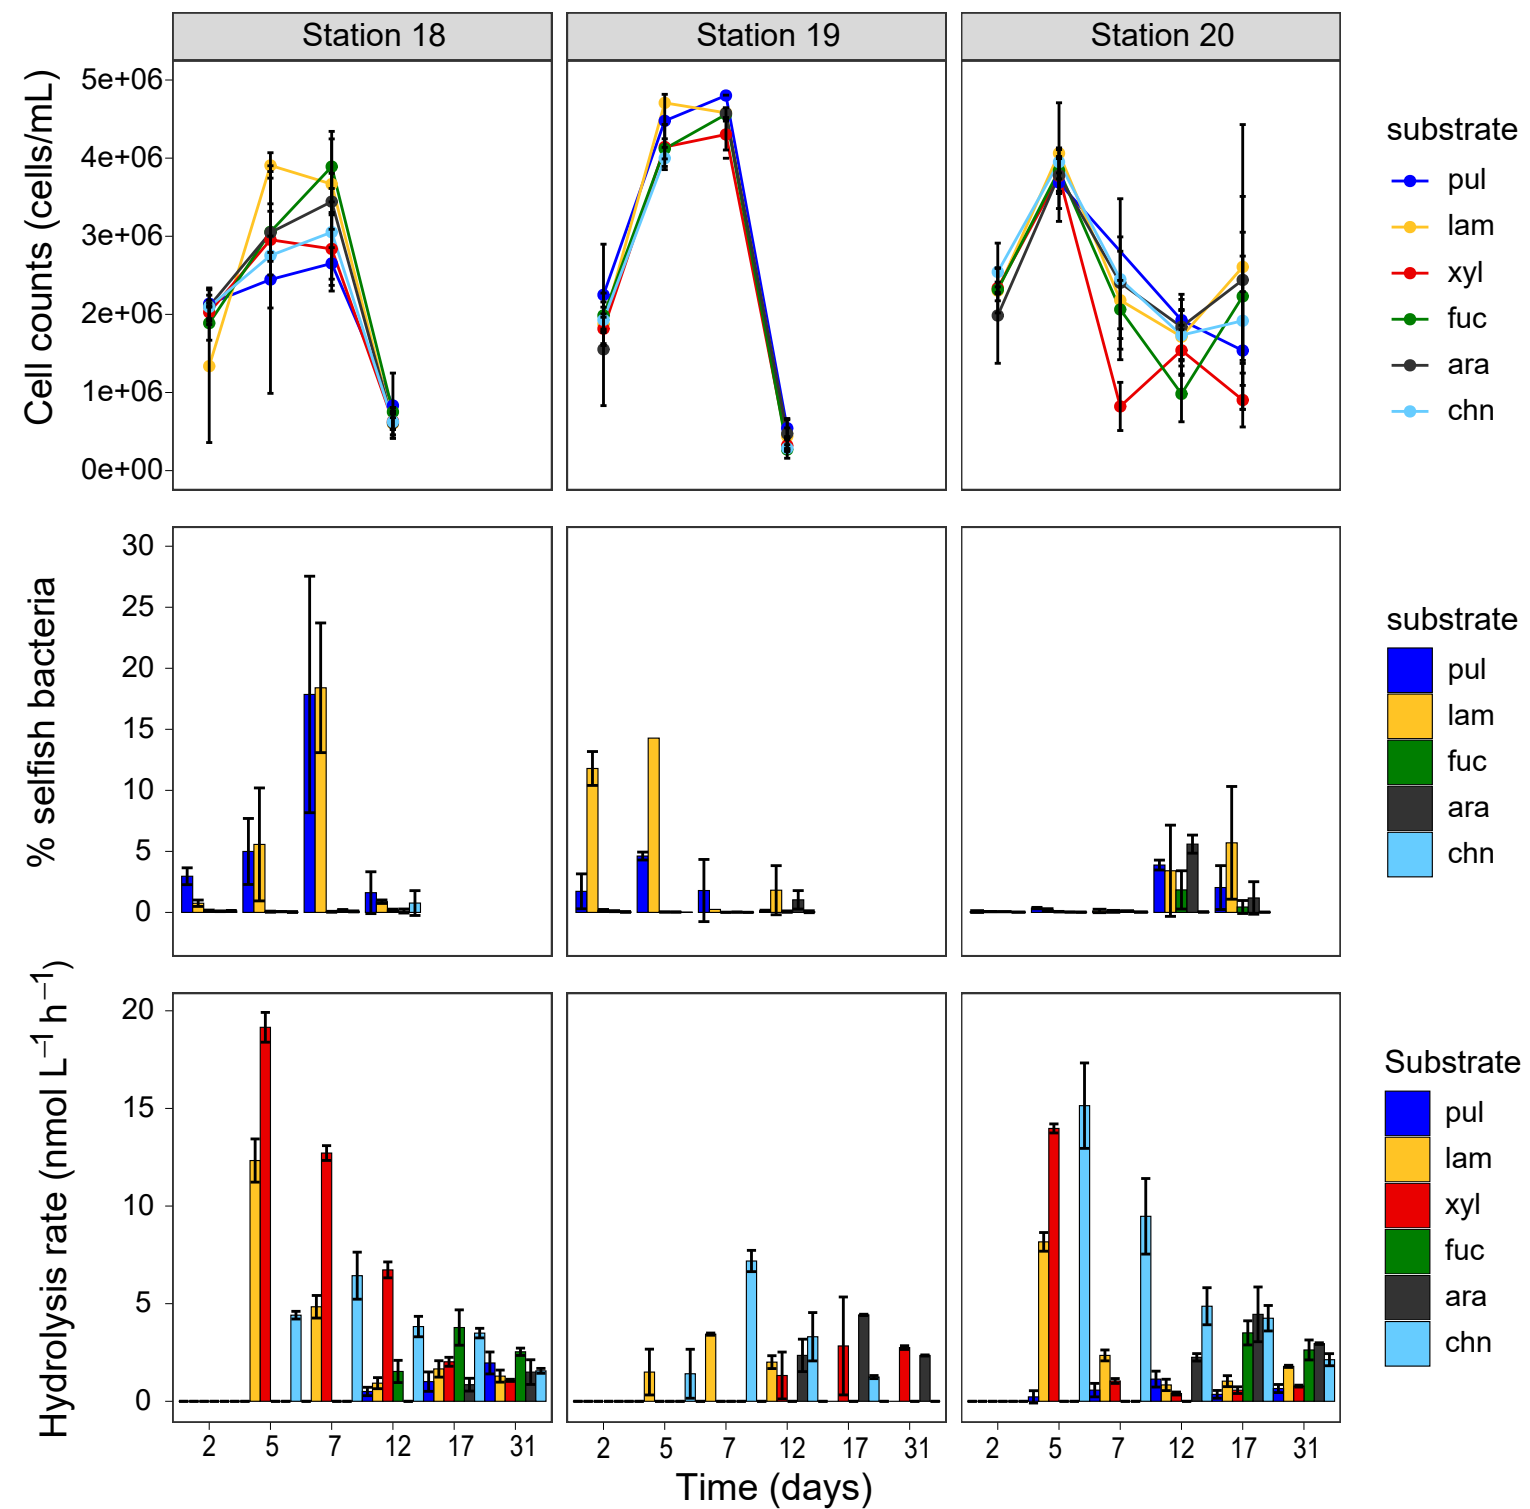 Station 18 Station 19 Station 20
Cell counts (cells/mL)
5e+06
4e+06
3e+06
2e+06
1e+06
0e+00
substrate
pul
lam
xyl
fuc
ara
chn
% selfish bacteria
30
25
20
15
10
5
0
substrate
pul
lam
fuc
ara
chn
Hydrolysis rate (nmol L⁻¹ h⁻¹)
20
15
10
5
0
Substrate
pul
lam
xyl
fuc
ara
chn
2 5 7 12 17 31 2 5 7 12 17 31 2 5 7 12 17 31
Time (days)